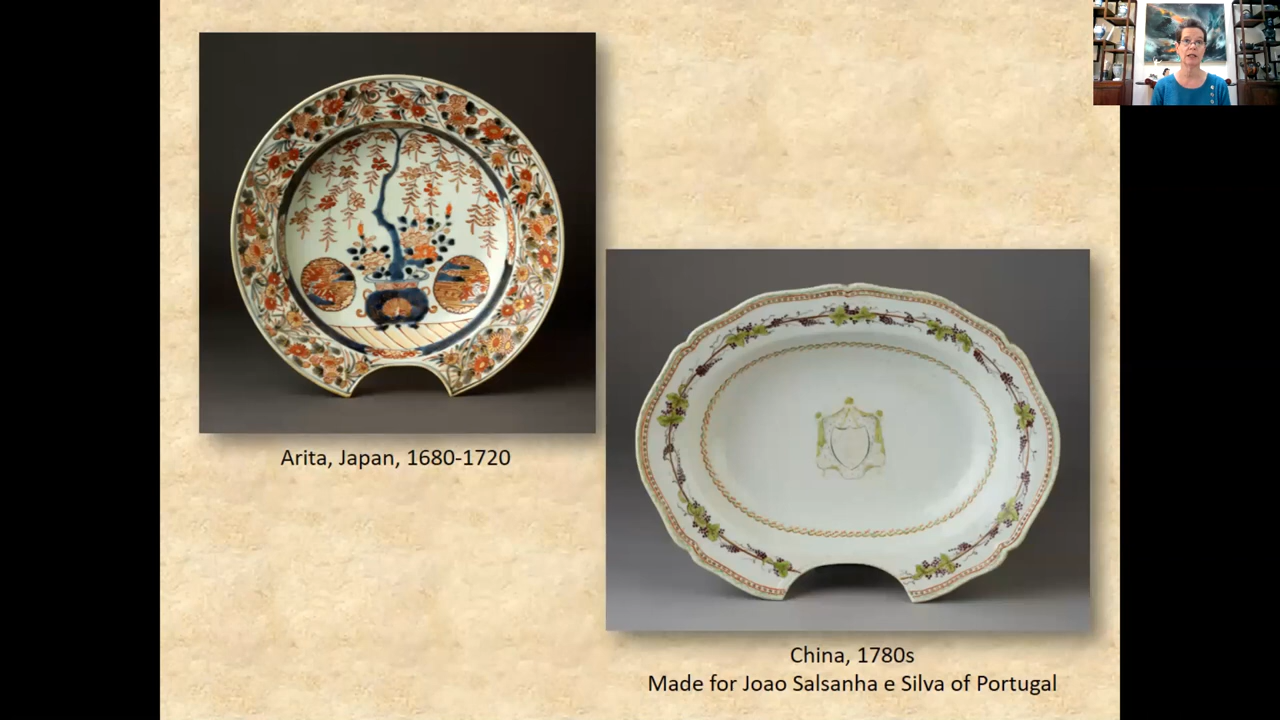 Arita, Japan, 1680-1720
China, 1780s
Made for Joao Salsanha e Silva of Portugal